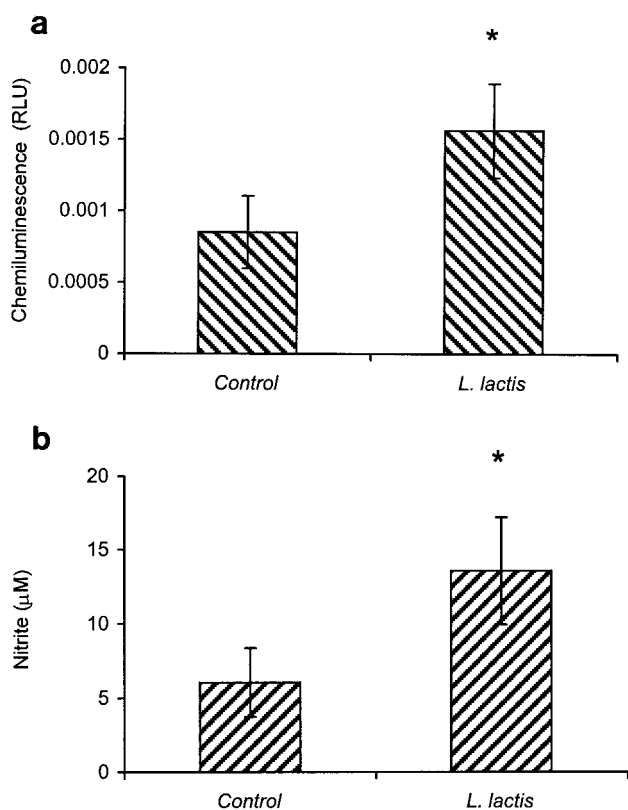 a
*
Chemiluminescence (RLU)
0.002
0.0015
0.001
0.0005
0
Control
L. lactis
b
*
Nitrite (μM)
20
15
10
5
0
Control
L. lactis